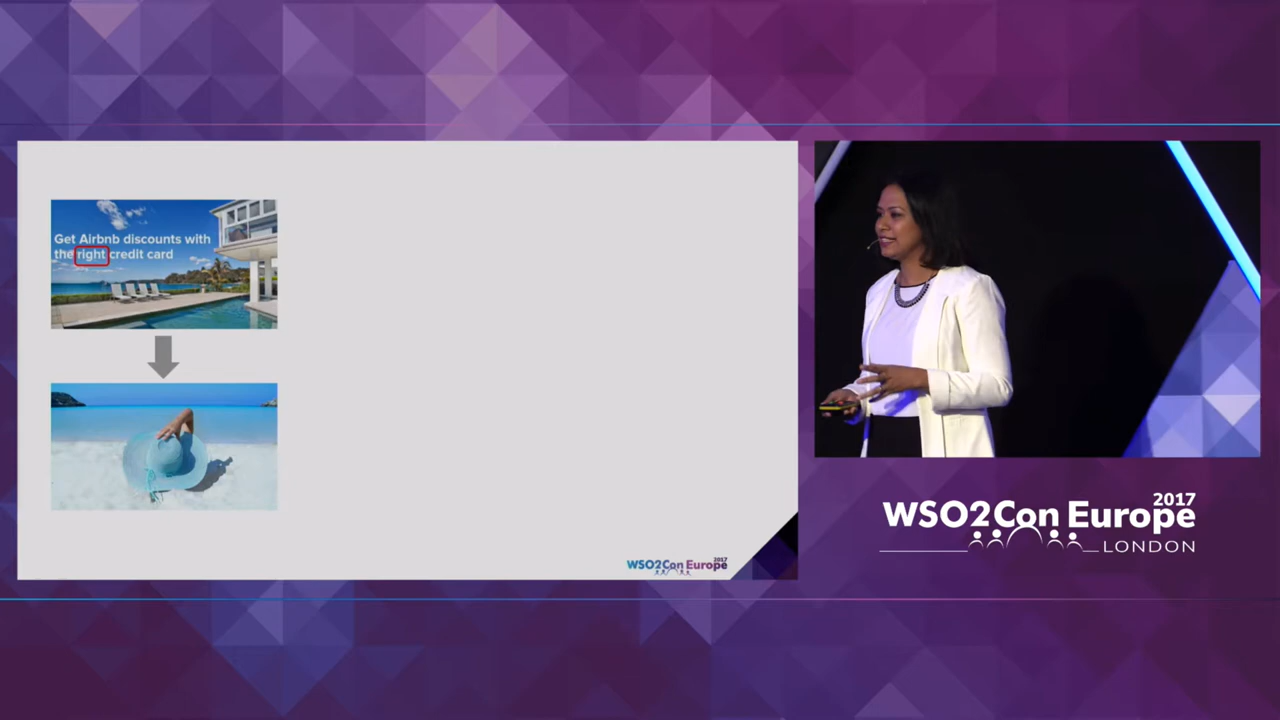 Get Airbnb discounts with
the right credit card
WSO2Con Europe
2017
2017
WSO2Con Europe
LONDON